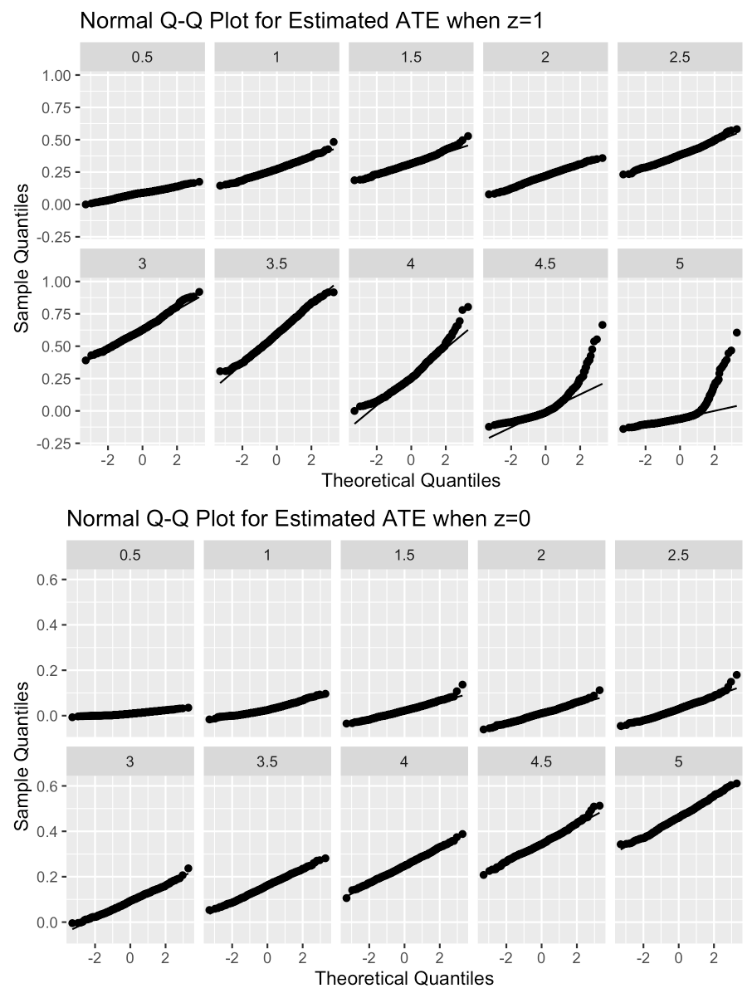 Normal Q-Q Plot for Estimated ATE when z=1
0.5 1 1.5 2 2.5
1.00
0.75
0.50
0.25
0.00
-0.25
Sample Quantiles
3 3.5 4 4.5 5
1.00
0.75
0.50
0.25
0.00
-0.25
-2 0 2 -2 0 2 -2 0 2 -2 0 2 -2 0 2
Theoretical Quantiles
Normal Q-Q Plot for Estimated ATE when z=0
0.5 1 1.5 2 2.5
0.6
0.4
0.2
0.0
Sample Quantiles
3 3.5 4 4.5 5
0.6
0.4
0.2
0.0
-2 0 2 -2 0 2 -2 0 2 -2 0 2 -2 0 2
Theoretical Quantiles